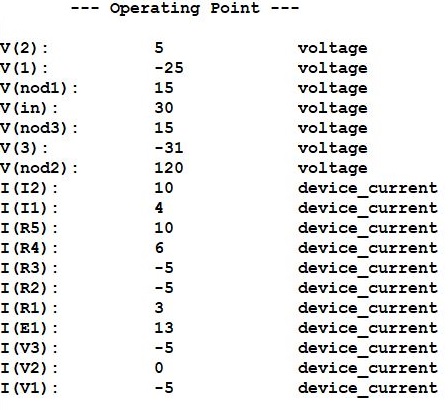 --- Operating Point ---
V(2): 5 voltage
V(1): -25 voltage
V(nod1): 15 voltage
V(in): 30 voltage
V(nod3): 15 voltage
V(3): -31 voltage
V(nod2): 120 voltage
I(I2): 10 device_current
I(I1): 4 device_current
I(R5): 10 device_current
I(R4): 6 device_current
I(R3): -5 device_current
I(R2): -5 device_current
I(R1): 3 device_current
I(E1): 13 device_current
I(V3): -5 device_current
I(V2): 0 device_current
I(V1): -5 device_current